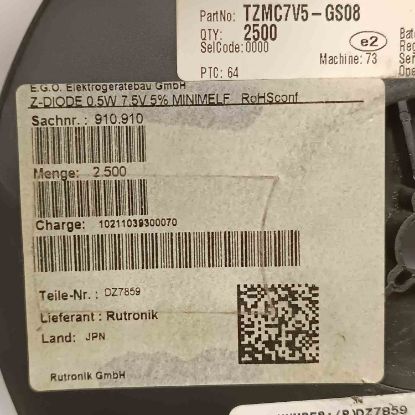 PartNo: TZMC7V5-GS08
QTY: 2500
SelCode: 0000
e2
Machine: 73
PTC: 64
E.G.O. Elektrogerätebau GmbH
Z-DIODE 0.5W 7.5V 5% MINIMELF RoHSconf
Sachnr.: 910.910
Menge: 2.500
Charge: 10211039300070
Teile-Nr.: DZ7859
Lieferant: Rutronik
Land: JPN
Rutronik GmbH
(P)DZ7859